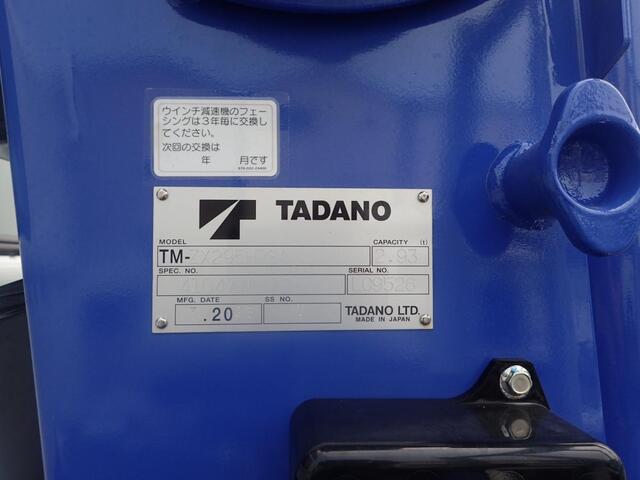 ウインチ減速機のフェー
シングは３年毎に交換し
てください。
次回の交換は
年 月です
TADANO
MODEL CAPACITY (t)
TM- 2.93
SPEC. NO. SERIAL NO.
MFG. DATE SS NO.
.20
TADANO LTD.
MADE IN JAPAN